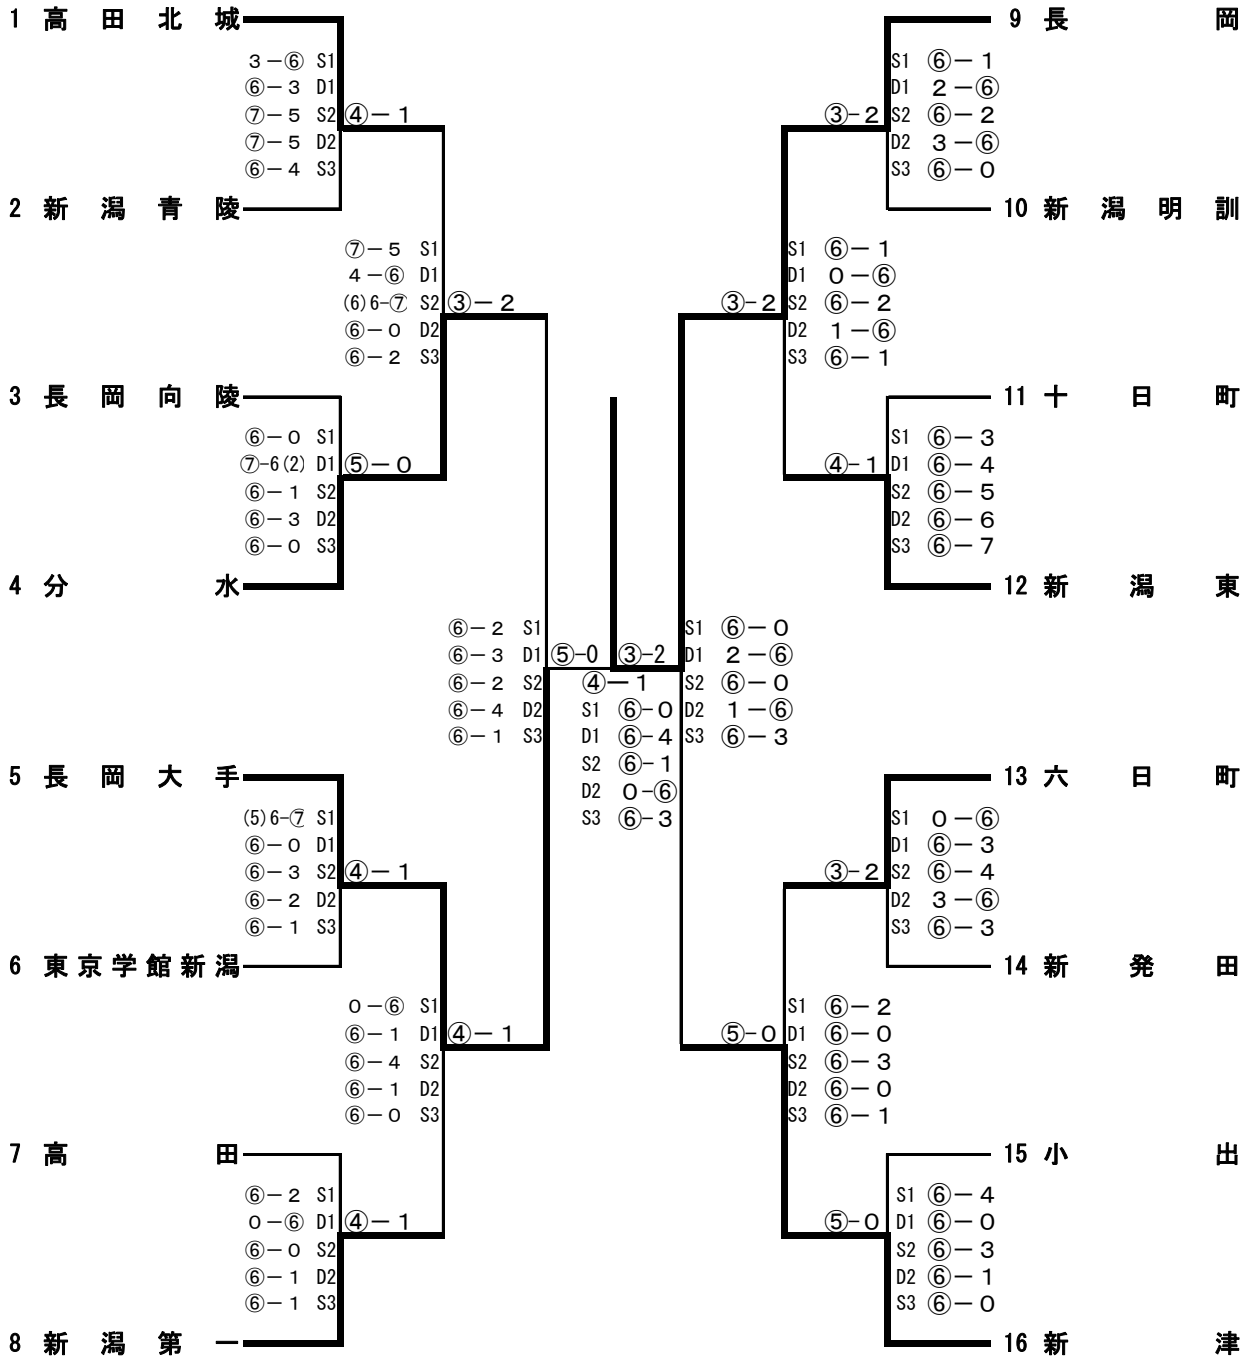 1 高田北城
3－⑥ S1
⑥－3 D1
⑦－5 S2 ④－1
⑦－5 D2
⑥－4 S3
2 新潟青陵
⑦－5 S1
4－⑥ D1
(6)6-⑦ S2 ③－2
⑥－0 D2
⑥－2 S3
3 長岡向陵
⑥－0 S1
⑦-6(2) D1 ⑤－0
⑥－1 S2
⑥－3 D2
⑥－0 S3
4 分水
⑥－2 S1
⑥－3 D1 ⑤-0
⑥－2 S2
⑥－4 D2
⑥－1 S3
5 長岡大手
(5)6-⑦ S1
⑥－0 D1
⑥－3 S2 ④－1
⑥－2 D2
⑥－1 S3
6 東京学館新潟
0－⑥ S1
⑥－1 D1 ④－1
⑥－4 S2
⑥－1 D2
⑥－0 S3
7 高田
⑥－2 S1
0－⑥ D1 ④－1
⑥－0 S2
⑥－1 D2
⑥－1 S3
8 新潟第一
④－1
S1 ⑥-0
D1 ⑥-4
S2 ⑥-1
D2 0-⑥
S3 ⑥-3
9 長岡
S1 ⑥－1
D1 2－⑥
③-2 S2 ⑥－2
D2 3－⑥
S3 ⑥－0
10 新潟明訓
S1 ⑥－1
D1 0－⑥
③-2 S2 ⑥－2
D2 1－⑥
S3 ⑥－1
11 十日町
S1 ⑥－3
④-1 D1 ⑥－4
S2 ⑥－5
D2 ⑥－6
S3 ⑥－7
12 新潟東
S1 ⑥－0
③-2 D1 2－⑥
S2 ⑥－0
D2 1－⑥
S3 ⑥－3
13 六日町
S1 0－⑥
D1 ⑥－3
③-2 S2 ⑥－4
D2 3－⑥
S3 ⑥－3
14 新発田
S1 ⑥－2
⑤-0 D1 ⑥－0
S2 ⑥－3
D2 ⑥－0
S3 ⑥－1
15 小出
S1 ⑥－4
⑤-0 D1 ⑥－0
S2 ⑥－3
D2 ⑥－1
S3 ⑥－0
16 新津